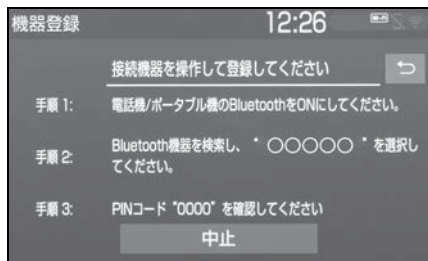 機器登録 12:26 Wi-Fi
接続機器を操作して登録してください
手順 1: 電話機/ポータブル機のBluetoothをONにしてください。
手順 2: Bluetooth機器を検索し、 " ○○○○○ " を選択し
てください。
手順 3: PINコード "0000" を確認してください
中止